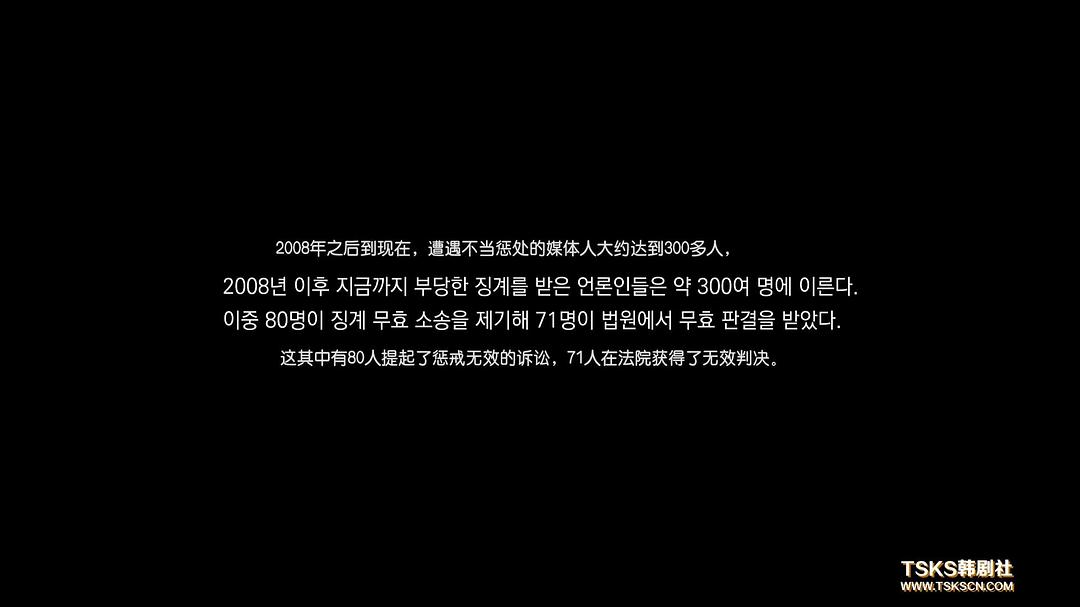 2008年之后到现在，遭遇不当惩处的媒体人大约达到300多人，
2008년 이후 지금까지 부당한 징계를 받은 언론인들은 약 300여 명에 이른다.
이중 80명이 징계 무효 소송을 제기해 71명이 법원에서 무효 판결을 받았다.
这其中有80人提起了惩戒无效的诉讼，71人在法院获得了无效判决。
TSKS韩剧社
WWW.TSKSCN.COM